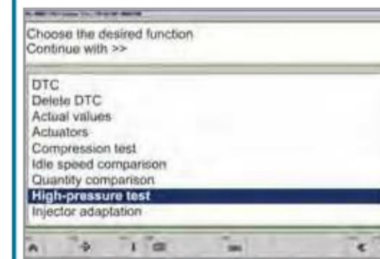 Choose the desired function
Continue with >>
DTC
Delete DTC
Actual values
Actuators
Compression test
Idle speed comparison
Quantity comparison
High-pressure test
Injector adaptation